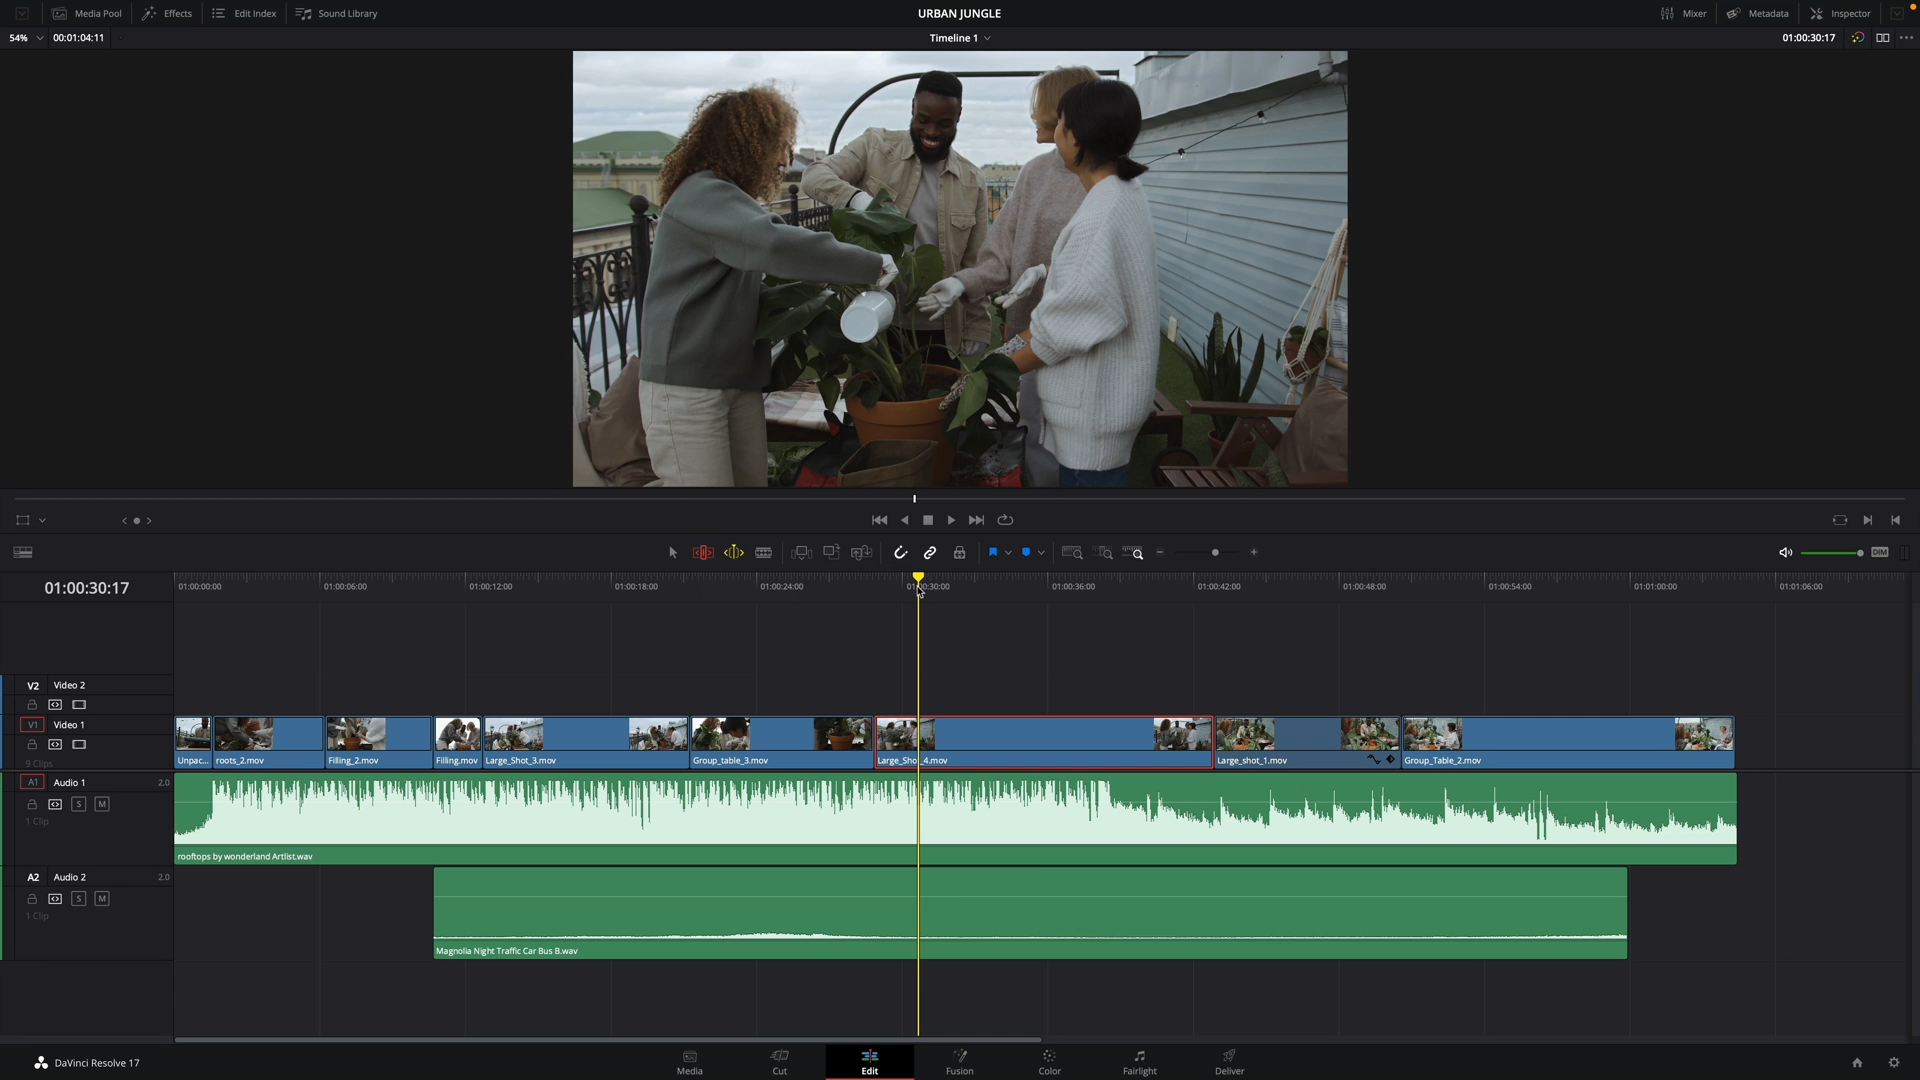 Media Pool Effects Edit Index Sound Library URBAN JUNGLE Mixer Metadata Inspector
54% 00:01:04:11 Timeline 1 01:00:30:17
DIM
01:00:30:17 01:00:00:00 01:00:06:00 01:00:12:00 01:00:18:00 01:00:24:00 01:00:30:00 01:00:36:00 01:00:42:00 01:00:48:00 01:00:54:00 01:01:00:00 01:01:06:00
V2 Video 2
V1 Video 1
9 Clips
Unpac... roots_2.mov Filling_2.mov Filling.mov Large_Shot_3.mov Group_table_3.mov Large_Shot_4.mov Large_shot_1.mov Group_Table_2.mov
A1 Audio 1 2.0
S M
1 Clip
rooftops by wonderland Artlist.wav
A2 Audio 2 2.0
S M
1 Clip
Magnolia Night Traffic Car Bus B.wav
DaVinci Resolve 17 Media Cut Edit Fusion Color Fairlight Deliver